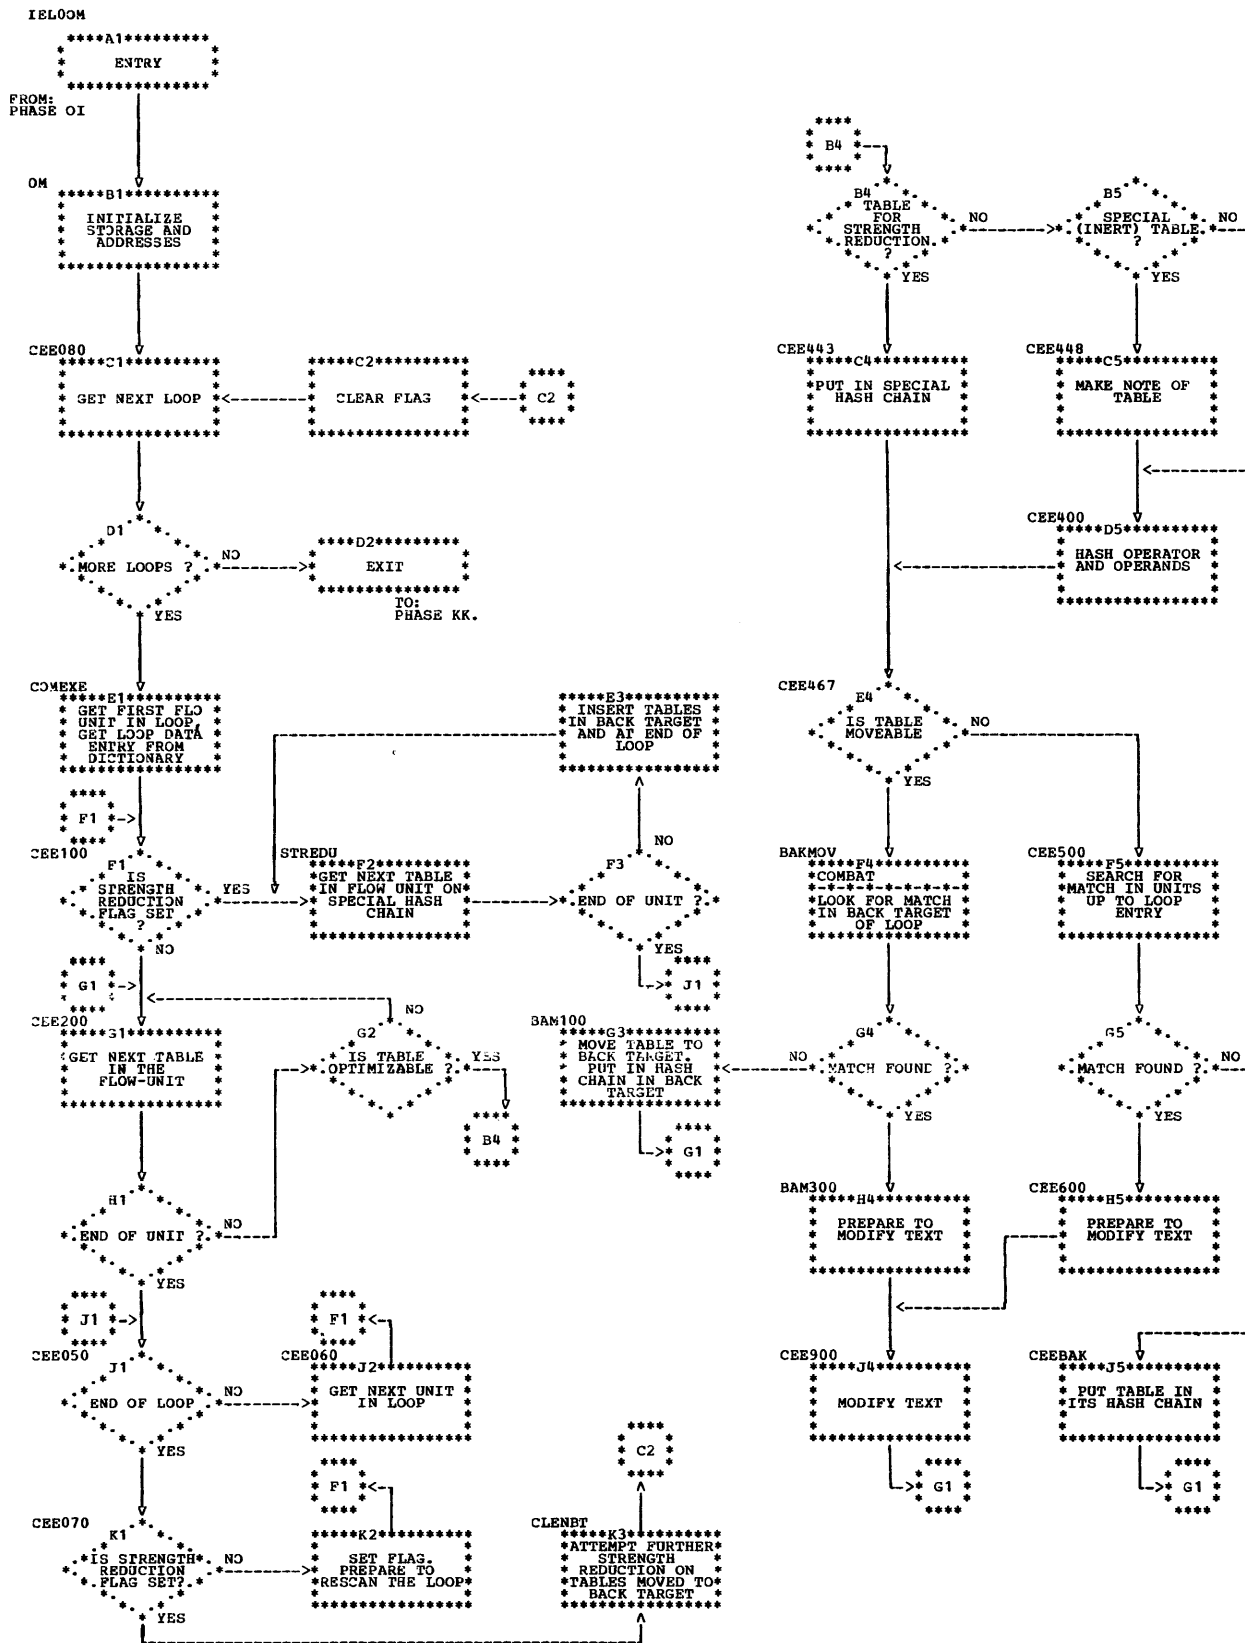 IEL0OM
A1
ENTRY
FROM:
PHASE OI
OM
B1
INITIALIZE
STORAGE AND
ADDRESSES
CEE080
C1
GET NEXT LOOP
C2
CLEAR FLAG
C2
D1
MORE LOOPS ?
NO
YES
D2
EXIT
TO:
PHASE KK.
COMEXE
E1
GET FIRST FLO
UNIT IN LOOP,
GET LOOP DATA
ENTRY FROM
DICTIONARY
E3
INSERT TABLES
IN BACK TARGET
AND AT END OF
LOOP
F1
CEE100
F1
IS
STRENGTH
REDUCTION
FLAG SET
?
YES
NO
STREDU
F2
GET NEXT TABLE
IN FLOW UNIT ON
SPECIAL HASH
CHAIN
F3
END OF UNIT ?
NO
YES
J1
G1
CEE200
G1
GET NEXT TABLE
IN THE
FLOW-UNIT
G2
IS TABLE
OPTIMIZABLE ?
NO
YES
B4
BAM100
G3
MOVE TABLE TO
BACK TARGET.
PUT IN HASH
CHAIN IN BACK
TARGET
G1
H1
END OF UNIT ?
NO
YES
J1
CEE050
J1
END OF LOOP
NO
YES
F1
CEE060
J2
GET NEXT UNIT
IN LOOP
CEE070
K1
IS STRENGTH
REDUCTION
FLAG SET?
NO
YES
F1
K2
SET FLAG.
PREPARE TO
RESCAN THE LOOP
C2
CLENBT
K3
ATTEMPT FURTHER
STRENGTH
REDUCTION ON
TABLES MOVED TO
BACK TARGET
B4
B4
TABLE
FOR
STRENGTH
REDUCTION
?
NO
YES
B5
SPECIAL
(INERT) TABLE
?
NO
YES
CEE443
C4
PUT IN SPECIAL
HASH CHAIN
CEE448
C5
MAKE NOTE OF
TABLE
CEE400
D5
HASH OPERATOR
AND OPERANDS
CEE467
E4
IS TABLE
MOVEABLE
NO
YES
BAKMOV
F4
COMBAT
LOOK FOR MATCH
IN BACK TARGET
OF LOOP
CEE500
F5
SEARCH FOR
MATCH IN UNITS
UP TO LOOP
ENTRY
G4
MATCH FOUND ?
NO
YES
G5
MATCH FOUND ?
NO
YES
BAM300
H4
PREPARE TO
MODIFY TEXT
CEE600
H5
PREPARE TO
MODIFY TEXT
CEE900
J4
MODIFY TEXT
G1
CEEBAK
J5
PUT TABLE IN
ITS HASH CHAIN
G1